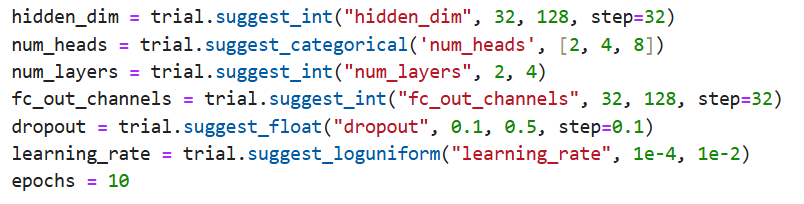 hidden_dim = trial.suggest_int("hidden_dim", 32, 128, step=32)
num_heads = trial.suggest_categorical('num_heads', [2, 4, 8])
num_layers = trial.suggest_int("num_layers", 2, 4)
fc_out_channels = trial.suggest_int("fc_out_channels", 32, 128, step=32)
dropout = trial.suggest_float("dropout", 0.1, 0.5, step=0.1)
learning_rate = trial.suggest_loguniform("learning_rate", 1e-4, 1e-2)
epochs = 10